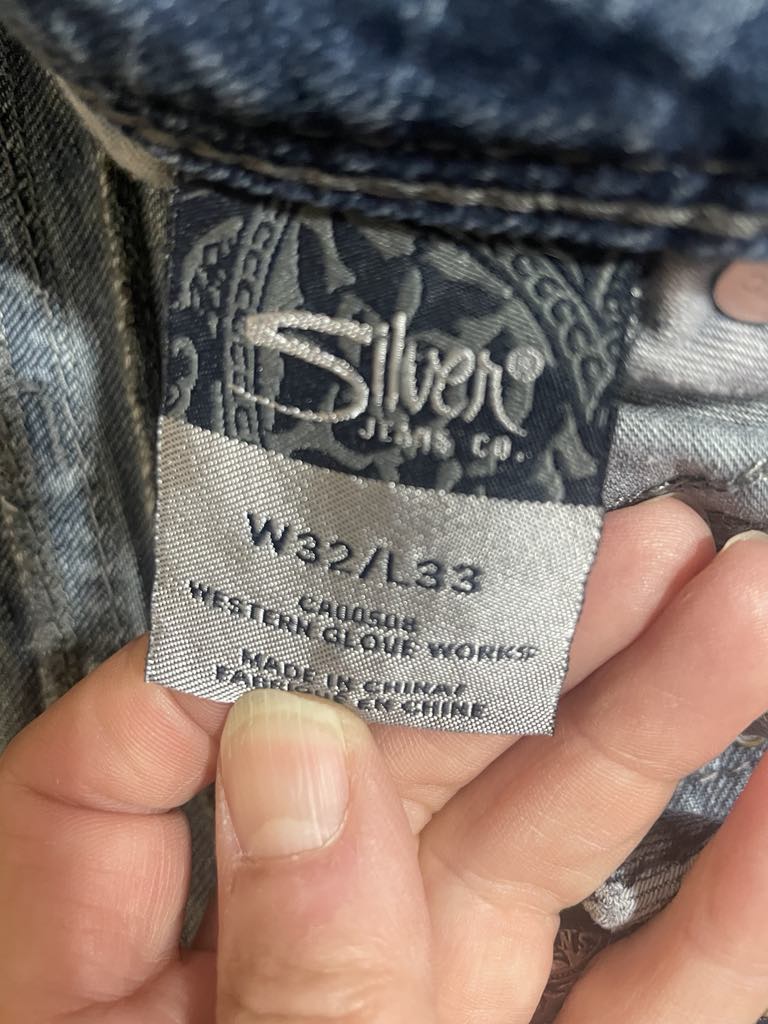 Silver®
JEANS CO.
W32/L33
CA00508
WESTERN GLOVE WORKS
MADE IN CHINA/
FABRIQUÉ EN CHINE